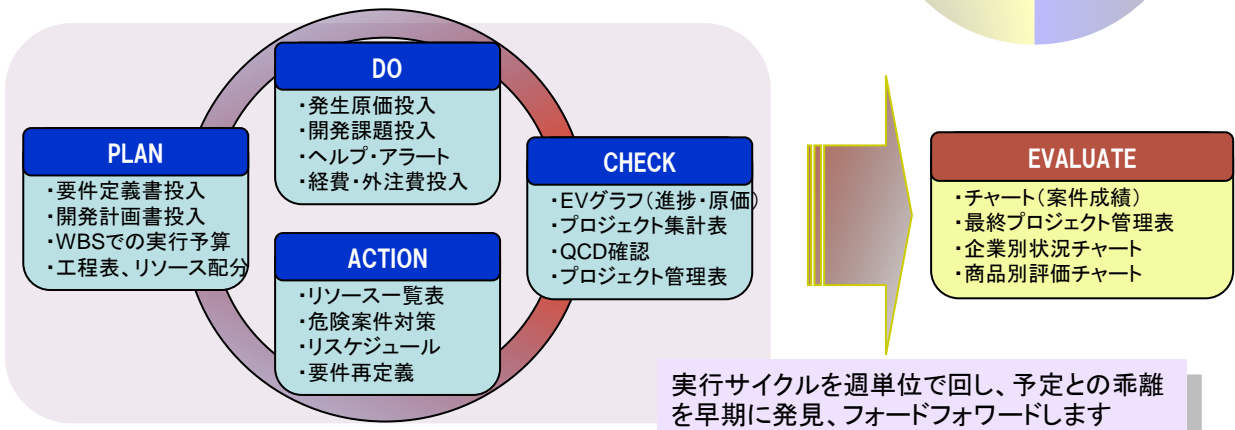 PLAN
・要件定義書投入
・開発計画書投入
・WBSでの実行予算
・工程表、リソース配分
DO
・発生原価投入
・開発課題投入
・ヘルプ・アラート
・経費・外注費投入
ACTION
・リソース一覧表
・危険案件対策
・リスケジュール
・要件再定義
CHECK
・EVグラフ(進捗・原価)
・プロジェクト集計表
・QCD確認
・プロジェクト管理表
EVALUATE
・チャート(案件成績)
・最終プロジェクト管理表
・企業別状況チャート
・商品別評価チャート
実行サイクルを週単位で回し、予定との乖離
を早期に発見、フォードフォワードします